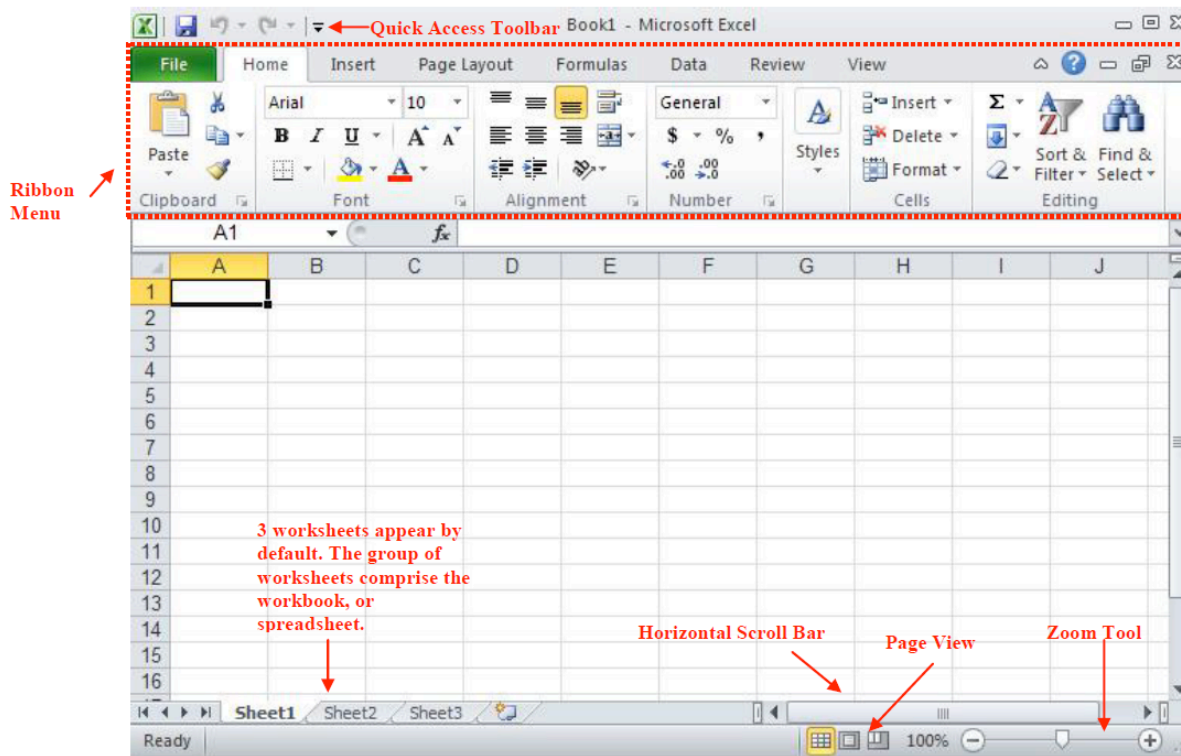 Quick Access Toolbar Book1 - Microsoft Excel
File Home Insert Page Layout Formulas Data Review View
Arial 10 General Insert
B I U A A $ % , Delete
Paste Styles Format Sort & Find &
Filter Select
Clipboard Font Alignment Number Cells Editing
Ribbon
Menu
A1 fx
A B C D E F G H I J
1
2
3
4
5
6
7
8
9
10
11
12
13
14
15
16
3 worksheets appear by
default. The group of
worksheets comprise the
workbook, or
spreadsheet.
Horizontal Scroll Bar
Page View
Zoom Tool
Sheet1 Sheet2 Sheet3
Ready 100%